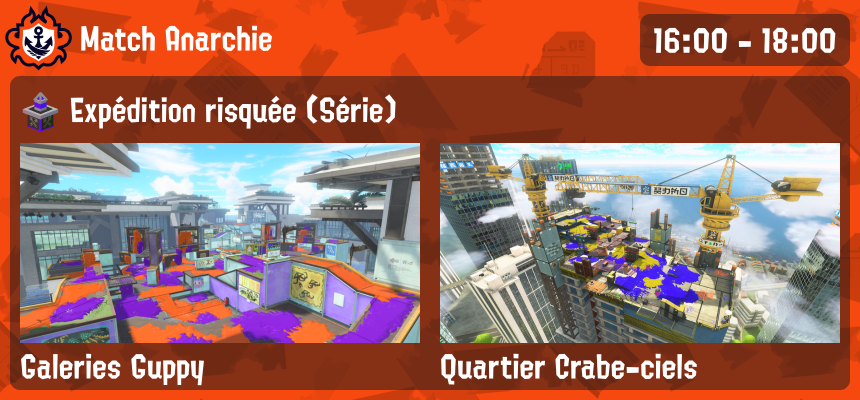 Match Anarchie
16:00 - 18:00
Expédition risquée (Série)
Galeries Guppy
Quartier Crabe-ciels